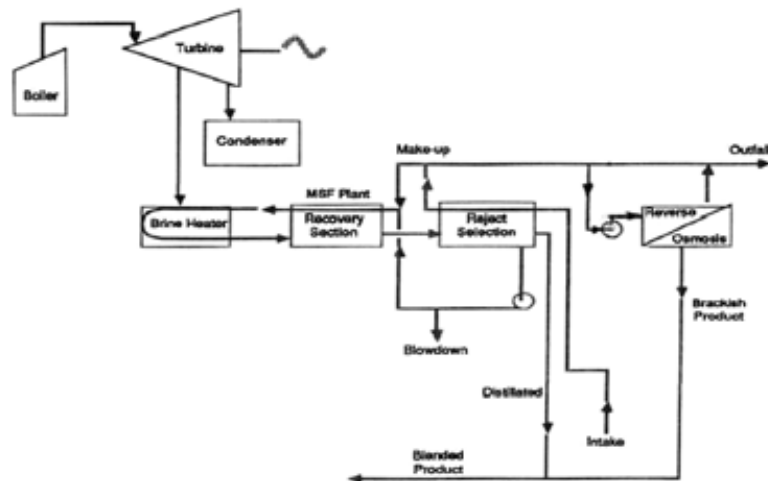 Turbine
Boiler
Condenser
Make-up
Outfall
MSF Plant
Brine Heater
Recovery
Section
Reject
Selection
Reverse
Osmosis
Brackish
Product
Blowdown
Distillated
Intake
Blended
Product